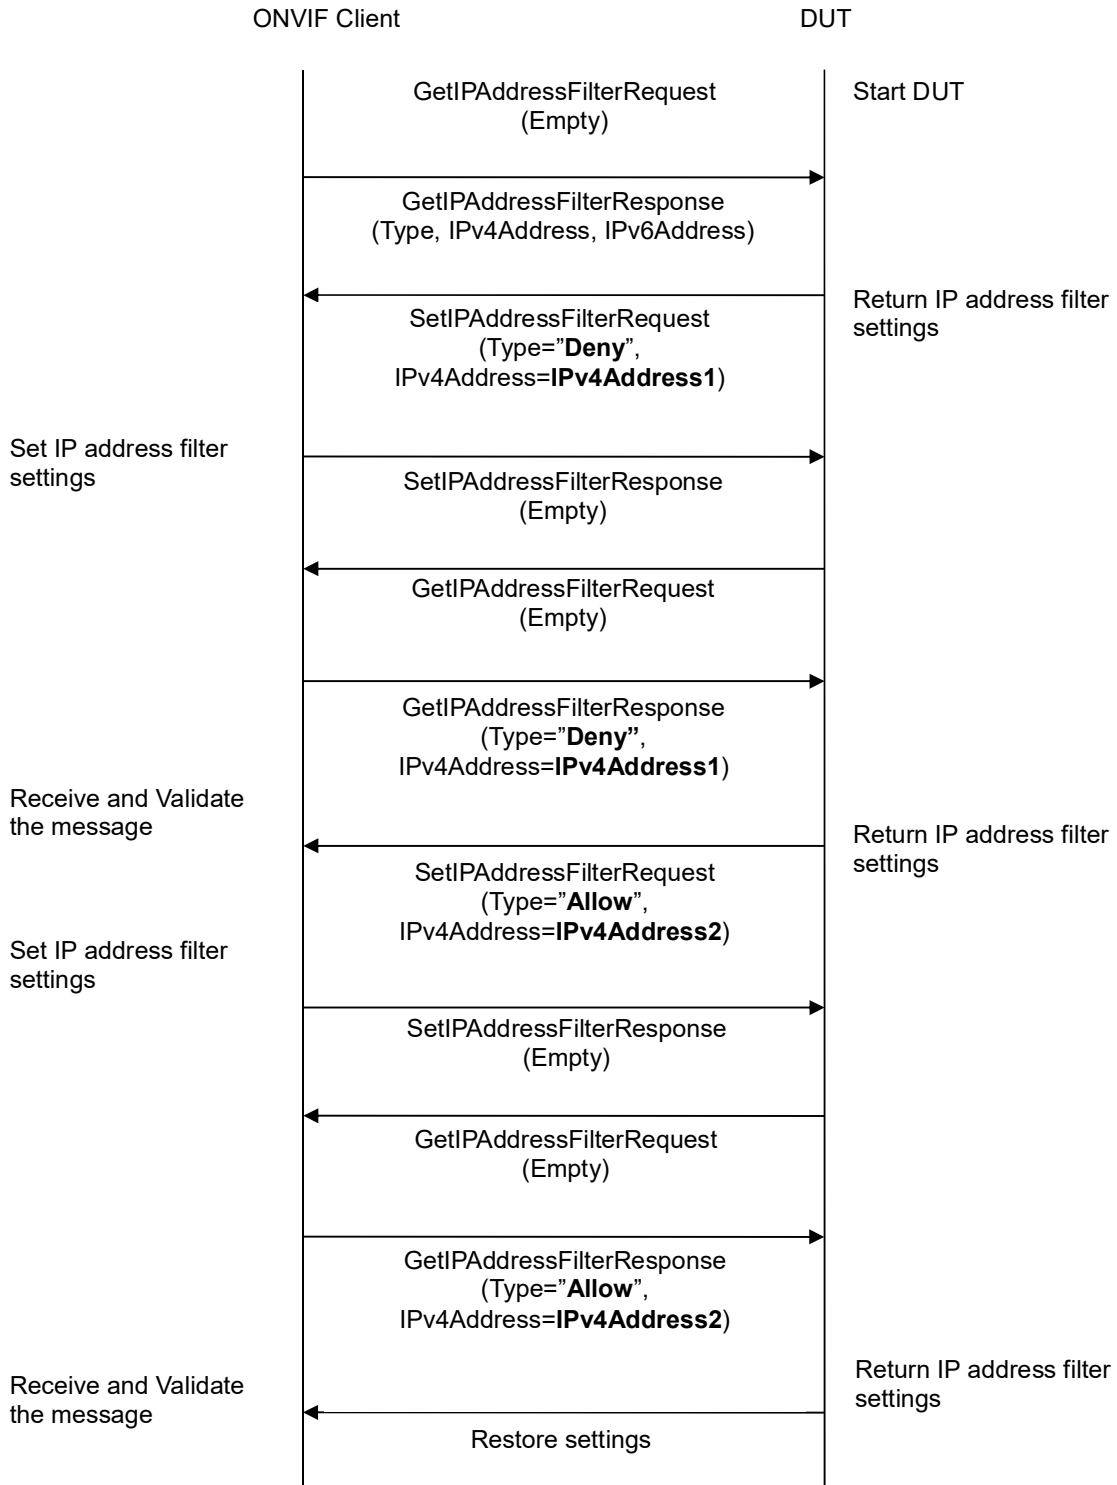 ONVIF Client
DUT
GetIPAddressFilterRequest
(Empty)
Start DUT
GetIPAddressFilterResponse
(Type, IPv4Address, IPv6Address)
Return IP address filter
settings
SetIPAddressFilterRequest
(Type=”Deny”,
IPv4Address=IPv4Address1)
Set IP address filter
settings
SetIPAddressFilterResponse
(Empty)
GetIPAddressFilterRequest
(Empty)
GetIPAddressFilterResponse
(Type=”Deny”,
IPv4Address=IPv4Address1)
Receive and Validate
the message
Return IP address filter
settings
SetIPAddressFilterRequest
(Type=”Allow”,
IPv4Address=IPv4Address2)
Set IP address filter
settings
SetIPAddressFilterResponse
(Empty)
GetIPAddressFilterRequest
(Empty)
GetIPAddressFilterResponse
(Type=”Allow”,
IPv4Address=IPv4Address2)
Return IP address filter
settings
Receive and Validate
the message
Restore settings